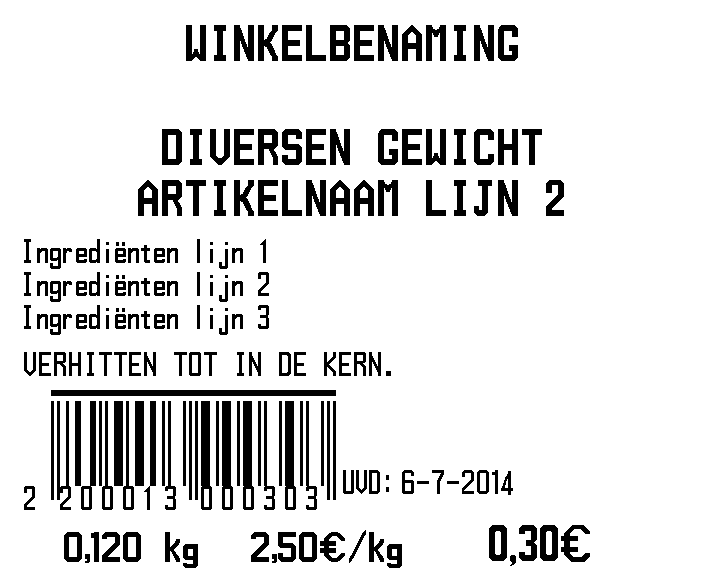 WINKELBENAMING
DIVERSEN GEWICHT
ARTIKELNAAM LIJN 2
Ingrediënten lijn 1
Ingrediënten lijn 2
Ingrediënten lijn 3
VERHITTEN TOT IN DE KERN.
2 200013 000303 UVD: 6-7-2014
0,120 kg 2,50€/kg 0,30€